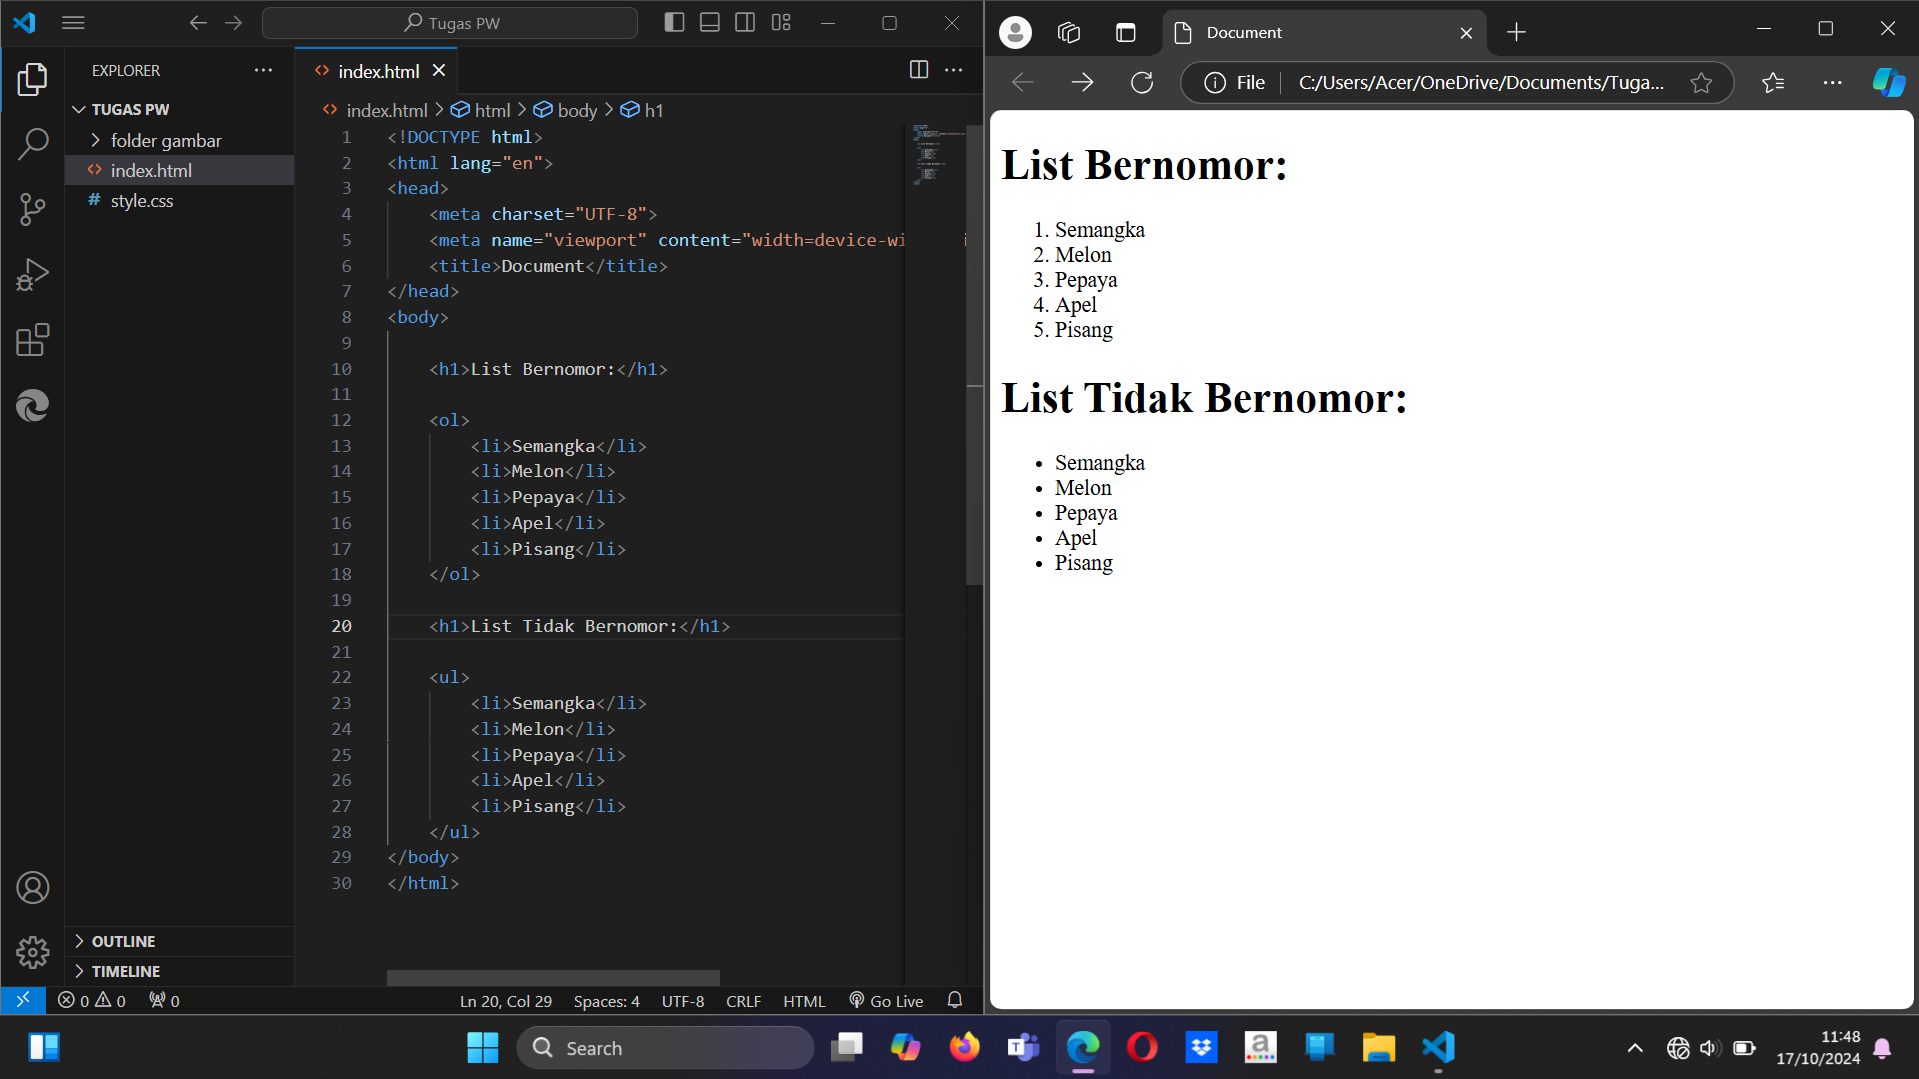 Tugas PW
EXPLORER
TUGAS PW
folder gambar
index.html
style.css
OUTLINE
TIMELINE
index.html
index.html > html > body > h1
1 <!DOCTYPE html>
2 <html lang="en">
3 <head>
4 <meta charset="UTF-8">
5 <meta name="viewport" content="width=device-wi
6 <title>Document</title>
7 </head>
8 <body>
9
10 <h1>List Bernomor:</h1>
11
12 <ol>
13 <li>Semangka</li>
14 <li>Melon</li>
15 <li>Pepaya</li>
16 <li>Apel</li>
17 <li>Pisang</li>
18 </ol>
19
20 <h1>List Tidak Bernomor:</h1>
21
22 <ul>
23 <li>Semangka</li>
24 <li>Melon</li>
25 <li>Pepaya</li>
26 <li>Apel</li>
27 <li>Pisang</li>
28 </ul>
29 </body>
30 </html>
0 0 0
Ln 20, Col 29 Spaces: 4 UTF-8 CRLF HTML Go Live
Document
File C:/Users/Acer/OneDrive/Documents/Tuga...
List Bernomor:
1. Semangka
2. Melon
3. Pepaya
4. Apel
5. Pisang
List Tidak Bernomor:
• Semangka
• Melon
• Pepaya
• Apel
• Pisang
Search
11:48
17/10/2024